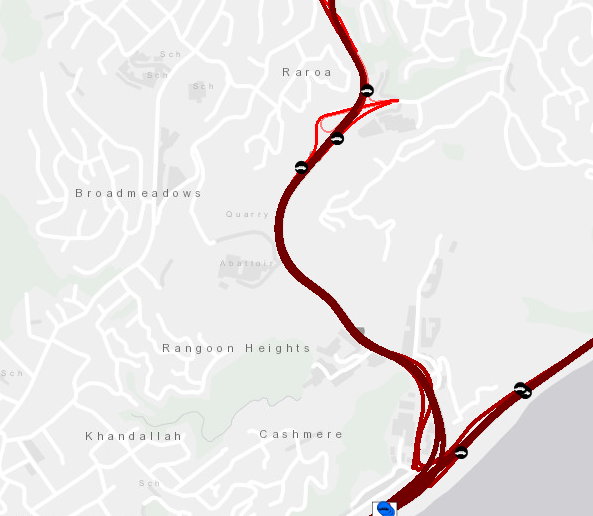 Sch
Raroa
Sch
Sch
Broadmeadows
Quarry
Abattoir
Rangoon Heights
Sch
Khandallah
Cashmere
Sch